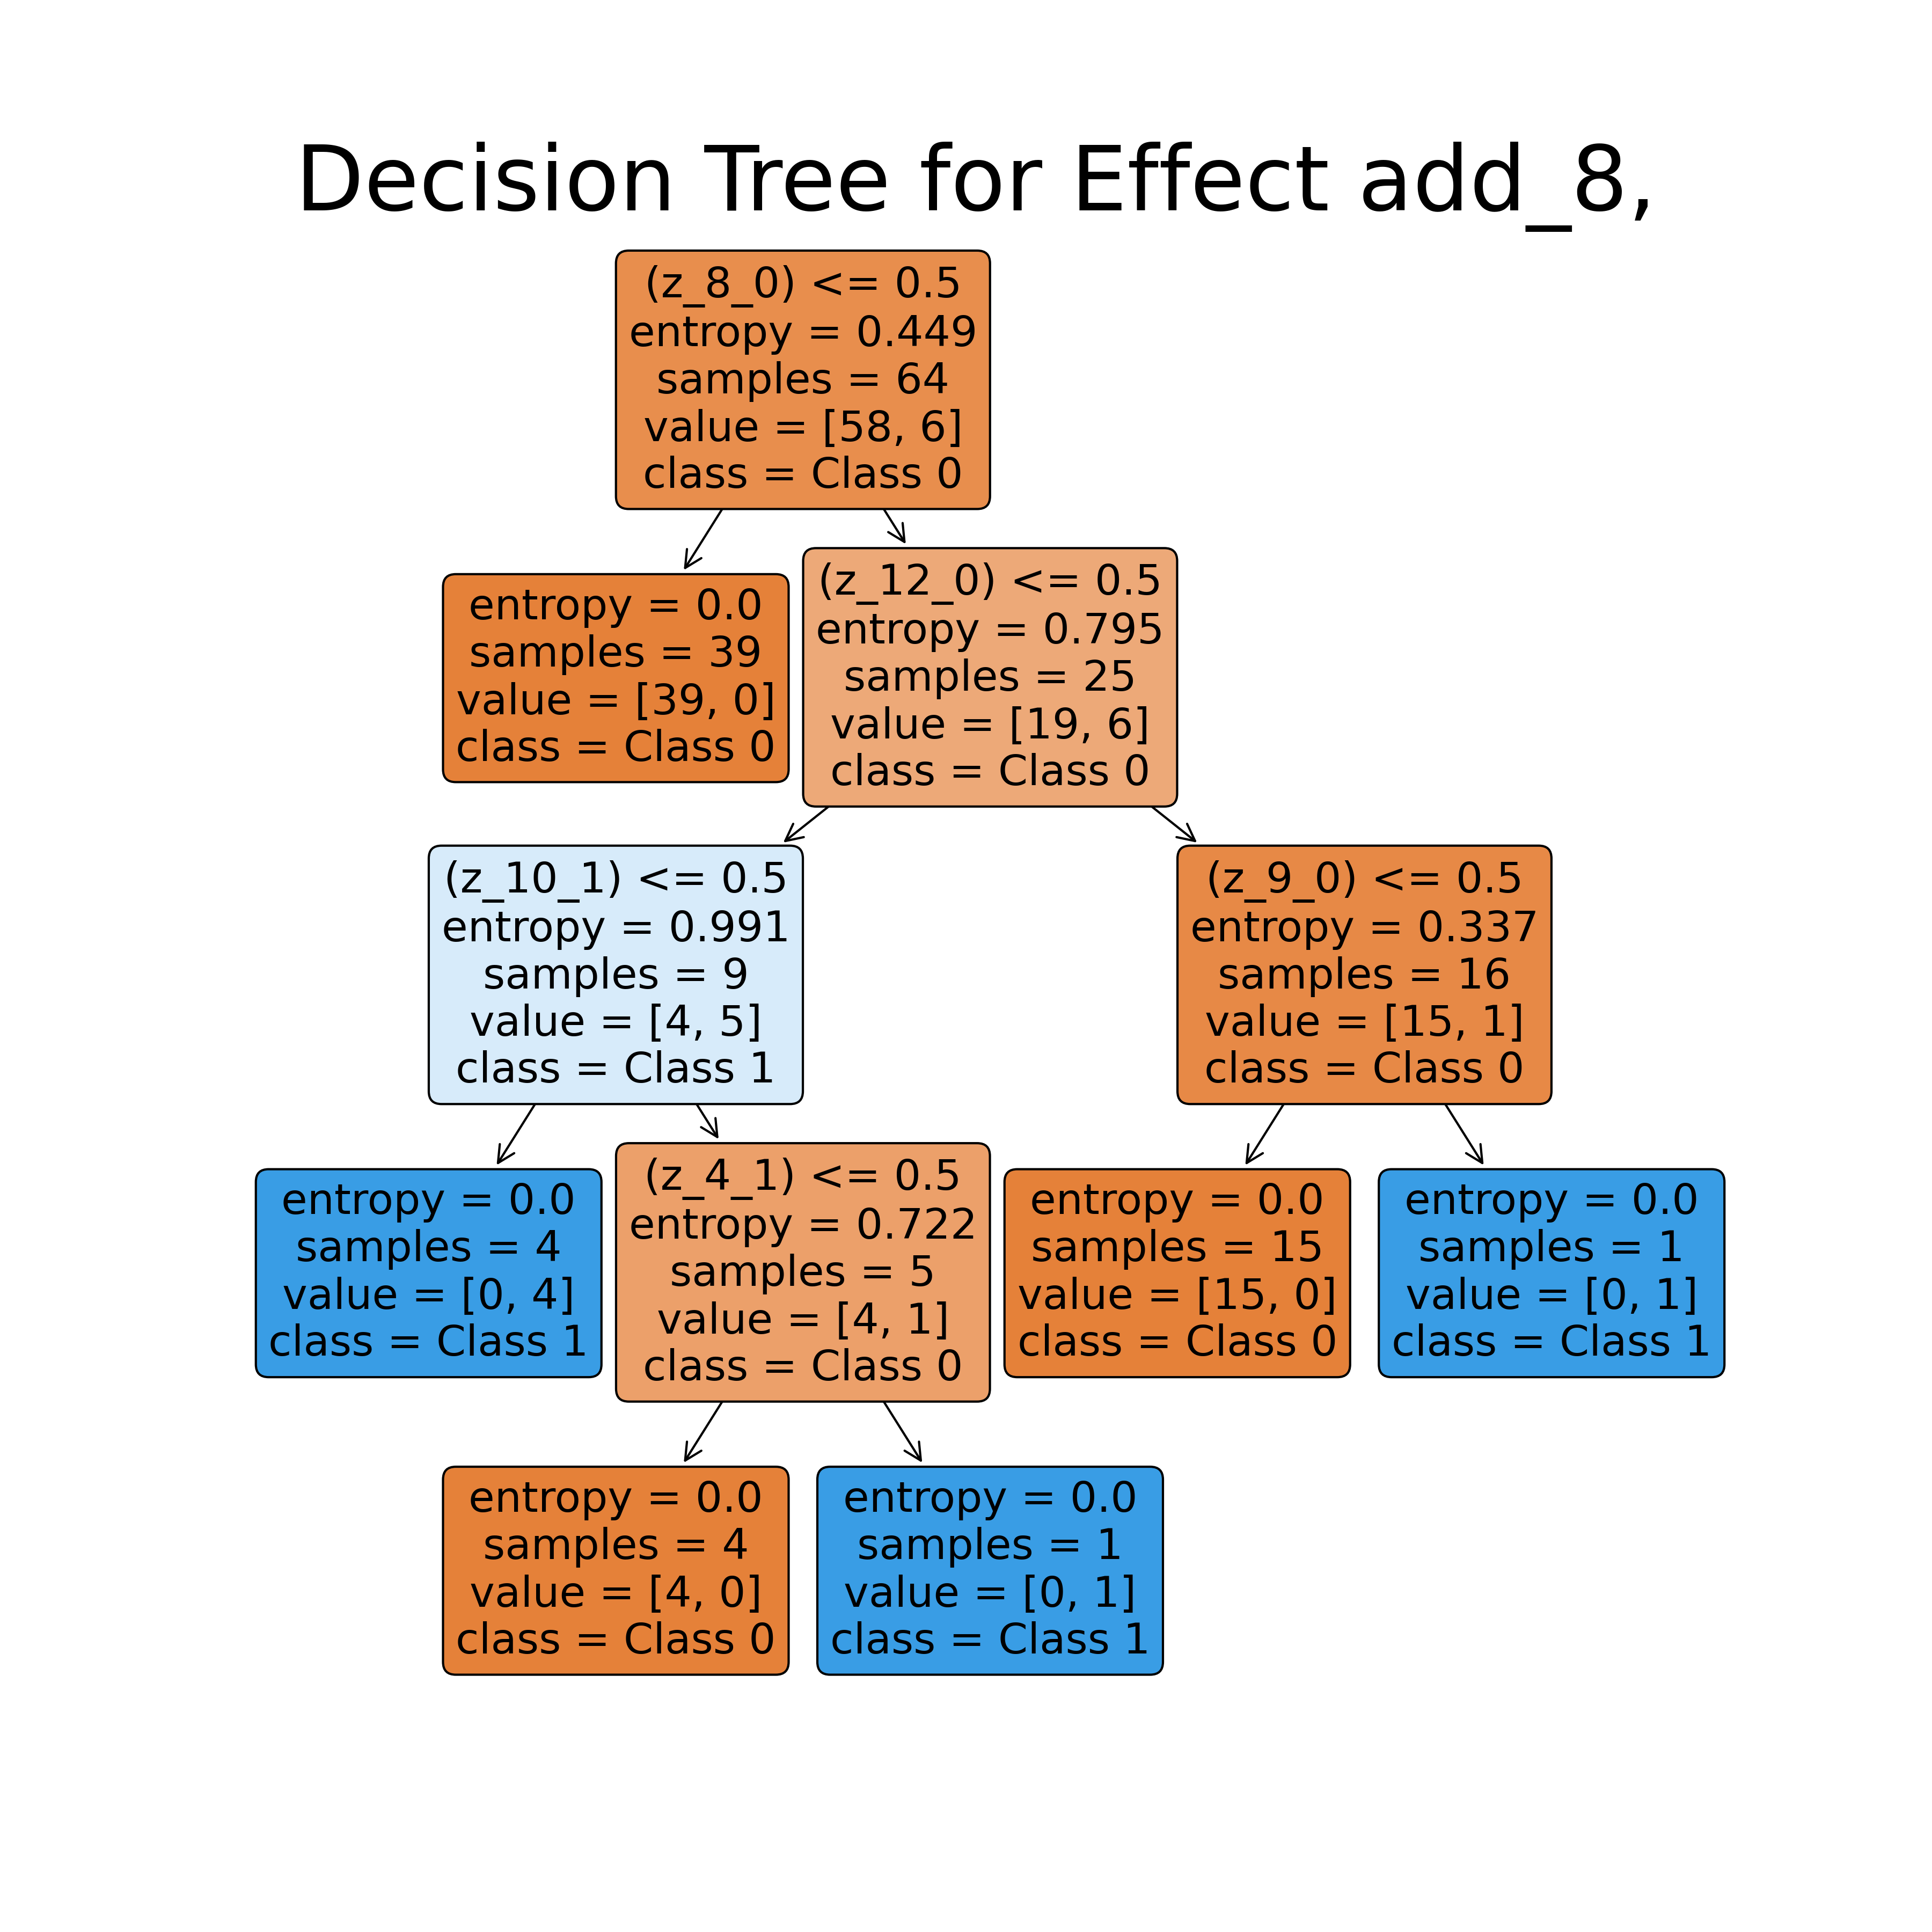 Decision Tree for Effect add_8,
(z_8_0) <= 0.5
entropy = 0.449
samples = 64
value = [58, 6]
class = Class 0
entropy = 0.0
samples = 39
value = [39, 0]
class = Class 0
(z_12_0) <= 0.5
entropy = 0.795
samples = 25
value = [19, 6]
class = Class 0
(z_10_1) <= 0.5
entropy = 0.991
samples = 9
value = [4, 5]
class = Class 1
(z_9_0) <= 0.5
entropy = 0.337
samples = 16
value = [15, 1]
class = Class 0
entropy = 0.0
samples = 4
value = [0, 4]
class = Class 1
(z_4_1) <= 0.5
entropy = 0.722
samples = 5
value = [4, 1]
class = Class 0
entropy = 0.0
samples = 15
value = [15, 0]
class = Class 0
entropy = 0.0
samples = 1
value = [0, 1]
class = Class 1
entropy = 0.0
samples = 4
value = [4, 0]
class = Class 0
entropy = 0.0
samples = 1
value = [0, 1]
class = Class 1